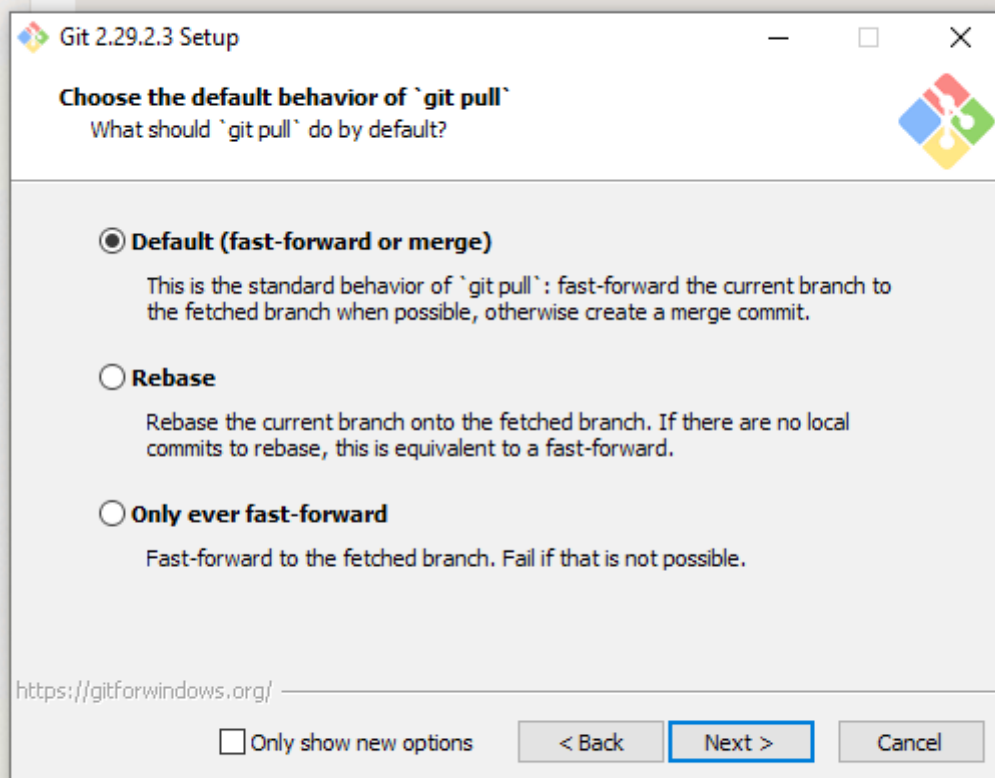 Git 2.29.2.3 Setup
Choose the default behavior of `git pull`
What should `git pull` do by default?
Default (fast-forward or merge)
This is the standard behavior of `git pull`: fast-forward the current branch to
the fetched branch when possible, otherwise create a merge commit.
Rebase
Rebase the current branch onto the fetched branch. If there are no local
commits to rebase, this is equivalent to a fast-forward.
Only ever fast-forward
Fast-forward to the fetched branch. Fail if that is not possible.
https://gitforwindows.org/
Only show new options < Back Next > Cancel